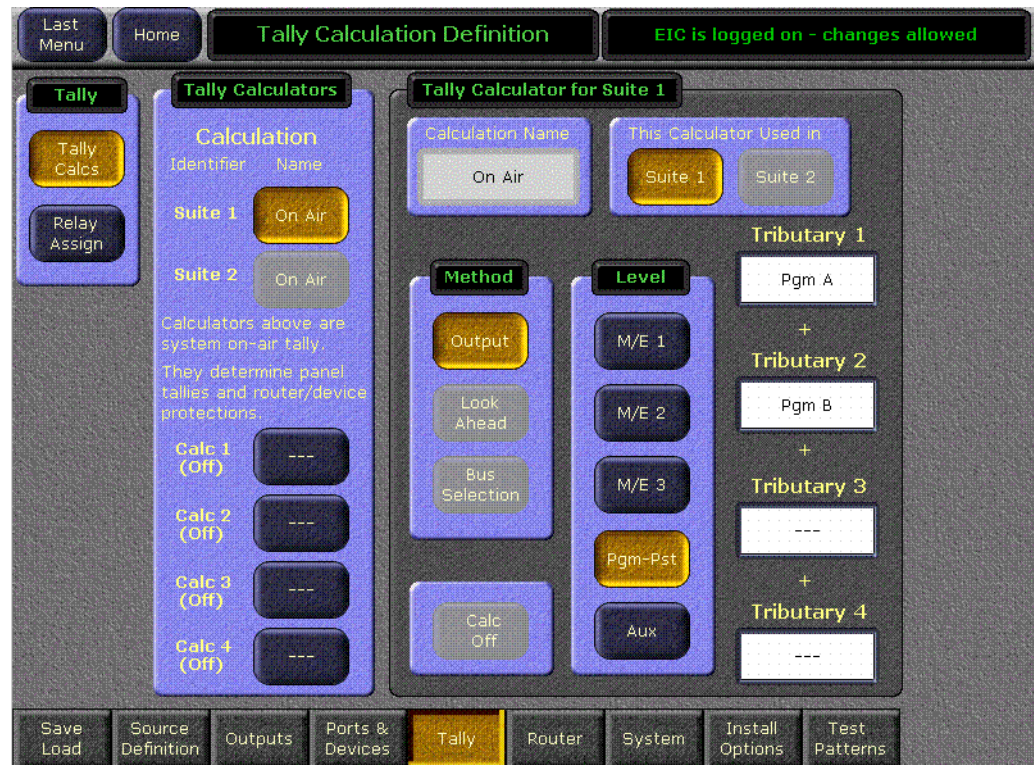 Last
Menu
Home
Tally Calculation Definition
EIC is logged on - changes allowed
Tally
Tally
Calcs
Relay
Assign
Tally Calculators
Calculation
Identifier Name
Suite 1 On Air
Suite 2 On Air
Calculators above are
system on-air tally.
They determine panel
tallies and router/device
protections.
Calc 1
(Off)
---
Calc 2
(Off)
---
Calc 3
(Off)
---
Calc 4
(Off)
---
Tally Calculator for Suite 1
Calculation Name
On Air
This Calculator Used in
Suite 1 Suite 2
Method
Output
Look
Ahead
Bus
Selection
Calc
Off
Level
M/E 1
M/E 2
M/E 3
Pgm-Pst
Aux
Tributary 1
Pgm A
+
Tributary 2
Pgm B
+
Tributary 3
---
+
Tributary 4
---
Save
Load
Source
Definition
Outputs
Ports &
Devices
Tally
Router
System
Install
Options
Test
Patterns